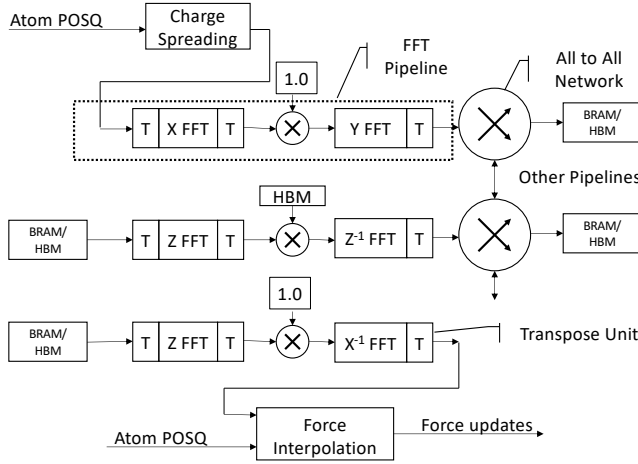 Atom POSQ
Charge
Spreading
FFT
Pipeline
All to All
Network
1.0
T X FFT T
Y FFT T
BRAM/
HBM
Other Pipelines
HBM
BRAM/
HBM
T Z FFT T
Z-1 FFT T
BRAM/
HBM
1.0
BRAM/
HBM
T Z FFT T
X-1 FFT T
Transpose Unit
Atom POSQ
Force
Interpolation
Force updates